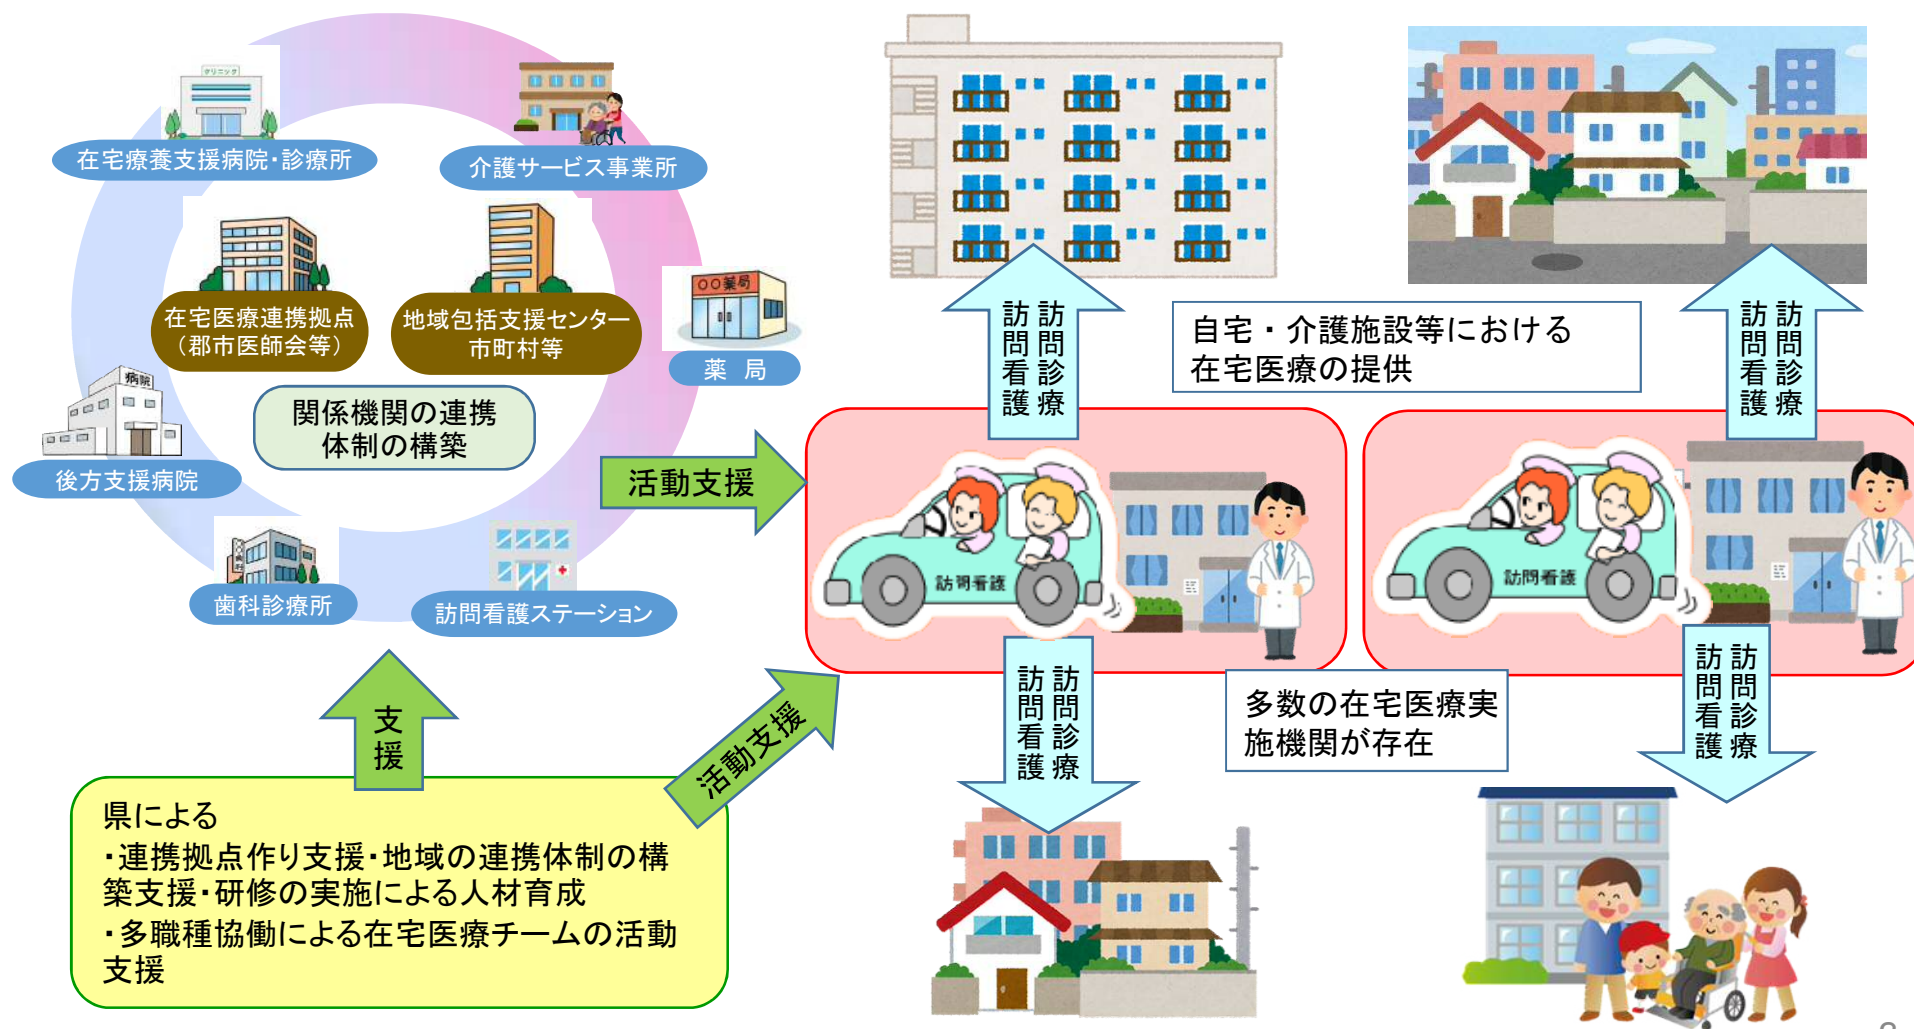 クリニック
在宅療養支援病院・診療所
介護サービス事業所
在宅医療連携拠点
（郡市医師会等）
地域包括支援センター
市町村等
〇〇薬局
薬 局
病院
後方支援病院
関係機関の連携
体制の構築
歯科診療所
訪問看護ステーション
活動支援
支援
活動支援
県による
・連携拠点作り支援・地域の連携体制の構
築支援・研修の実施による人材育成
・多職種協働による在宅医療チームの活動
支援
訪問診療
訪問看護
自宅・介護施設等における
在宅医療の提供
訪問診療
訪問看護
訪問看護
訪問看護
訪問診療
訪問看護
多数の在宅医療実
施機関が存在
訪問診療
訪問看護